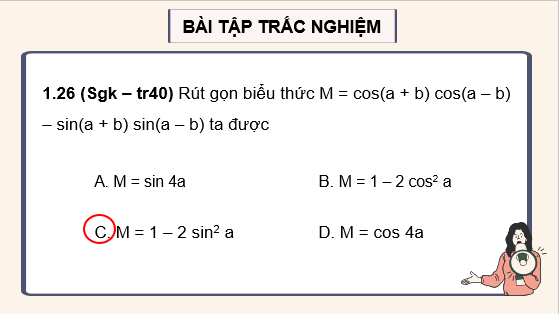 BÀI TẬP TRẮC NGHIỆM
1.26 (Sgk – tr40) Rút gọn biểu thức M = cos(a + b) cos(a – b)
– sin(a + b) sin(a – b) ta được
A. M = sin 4a
B. M = 1 – 2 cos² a
C. M = 1 – 2 sin² a
D. M = cos 4a